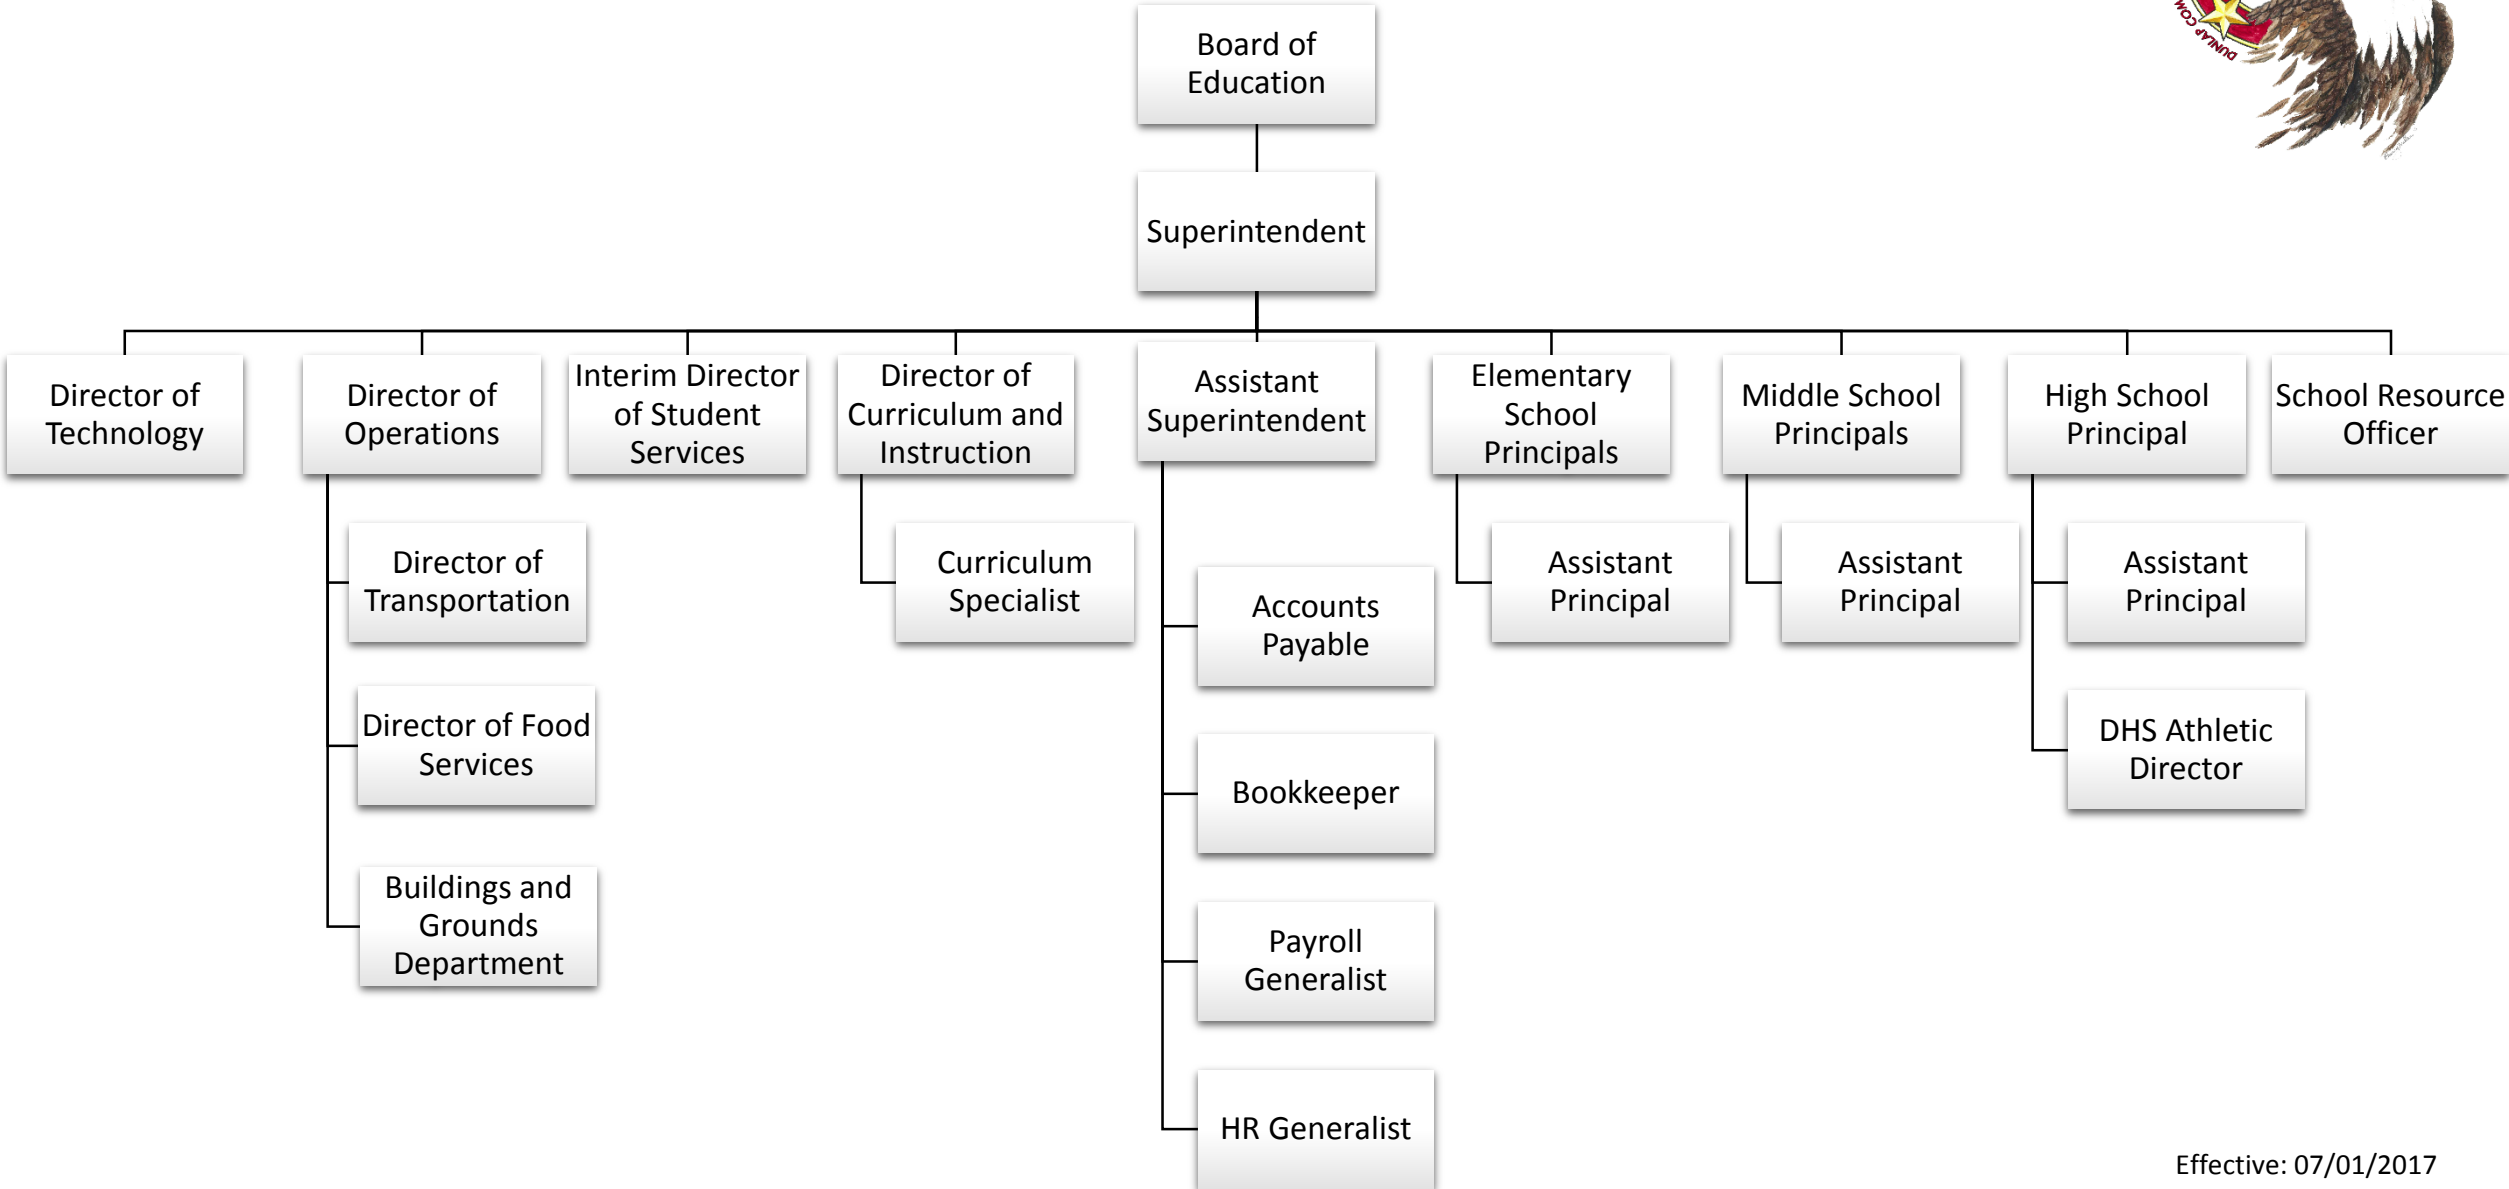 DUNLAP COM
Board of
Education
Superintendent
Director of
Technology
Director of
Operations
Interim Director
of Student
Services
Director of
Curriculum and
Instruction
Assistant
Superintendent
Elementary
School
Principals
Middle School
Principals
High School
Principal
School Resource
Officer
Director of
Transportation
Director of Food
Services
Buildings and
Grounds
Department
Curriculum
Specialist
Accounts
Payable
Bookkeeper
Payroll
Generalist
HR Generalist
Assistant
Principal
Assistant
Principal
Assistant
Principal
DHS Athletic
Director
Effective: 07/01/2017